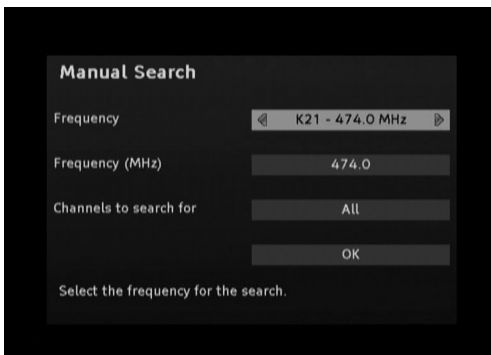 Manual Search
Frequency K21 - 474.0 MHz
Frequency (MHz) 474.0
Channels to search for All
OK
Select the frequency for the search.